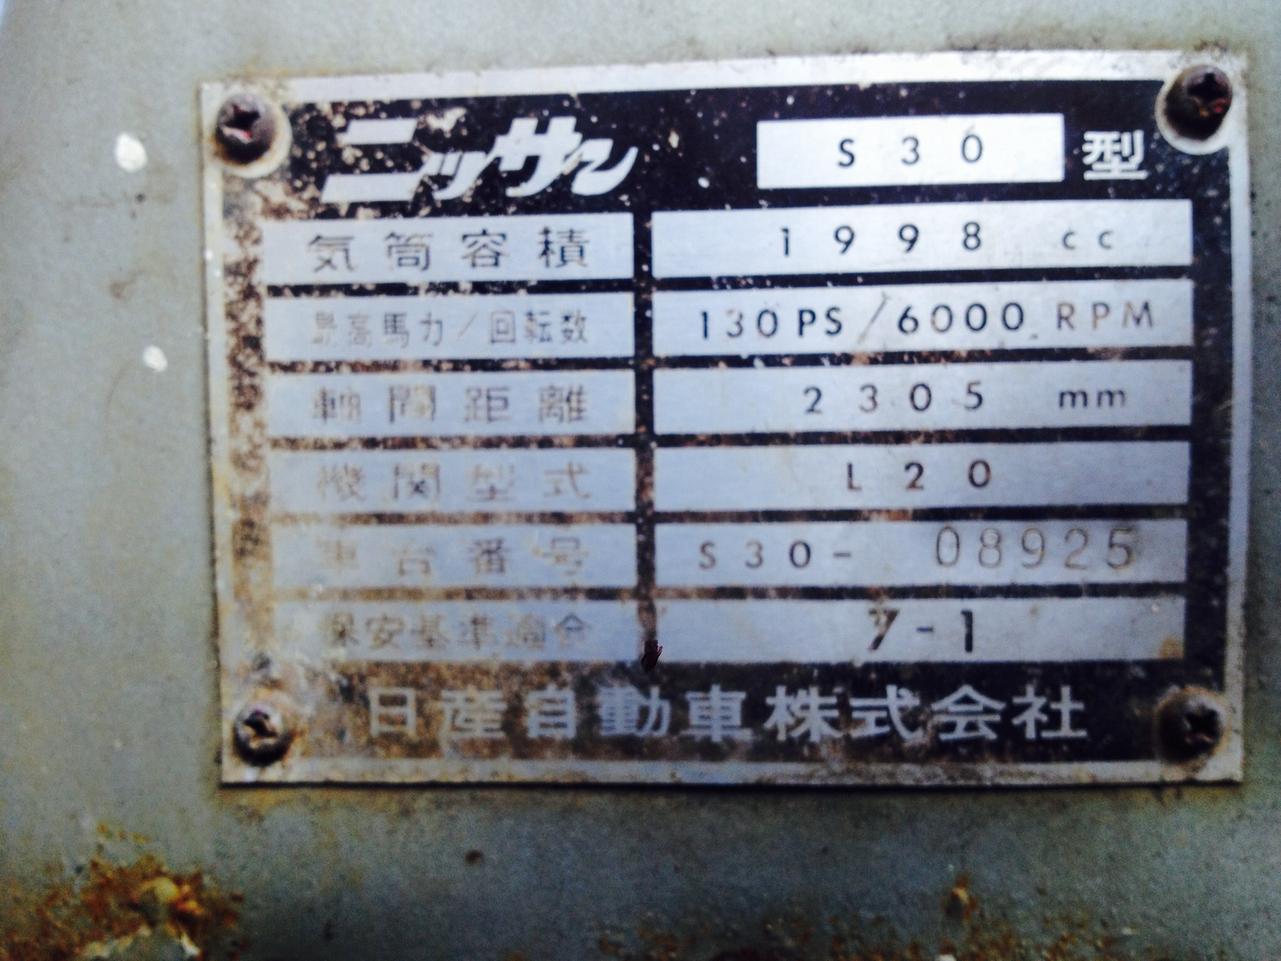 ニッサン S30 型
気筒容積 1998 cc
最高馬力/回転数 130PS/6000RPM
軸間距離 2305 mm
機関型式 L20
車台番号 S30-08925
保安基準適合 7-1
日産自動車株式会社